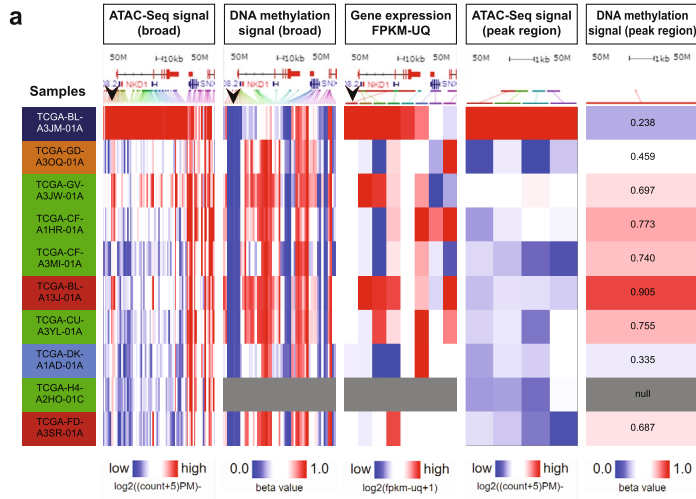 a
ATAC-Seq signal
(broad)
DNA methylation
signal (broad)
Gene expression
FPKM-UQ
ATAC-Seq signal
(peak region)
DNA methylation
signal (peak region)
50M 10kb 50M
50M 10kb 50M
50M 10kb 50M
50M 1kb
50M 1kb
NKD1
NKD1
NKD1
Samples
TCGA-BL-
A3JM-01A
0.238
TCGA-GD-
A3OQ-01A
0.459
TCGA-GV-
A3JW-01A
0.697
TCGA-CF-
A1HR-01A
0.773
TCGA-CF-
A3MI-01A
0.740
TCGA-BL-
A13J-01A
0.905
TCGA-CU-
A3YL-01A
0.755
TCGA-DK-
A1AD-01A
0.335
TCGA-H4-
A2HO-01C
null
TCGA-FD-
A3SR-01A
0.687
low high
log2((count+5)PM)-
0.0 1.0
beta value
low high
log2(fpkm-uq+1)
low high
log2((count+5)PM)-
0.0 1.0
beta value